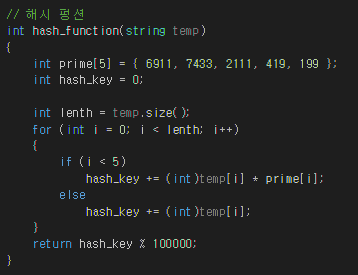 // 해시 펑션
int hash_function(string temp)
{
    int prime[5] = { 6911, 7433, 2111, 419, 199 };
    int hash_key = 0;

    int lenth = temp.size();
    for (int i = 0; i < lenth; i++)
    {
        if (i < 5)
            hash_key += (int)temp[i] * prime[i];
        else
            hash_key += (int)temp[i];
    }
    return hash_key % 100000;
}